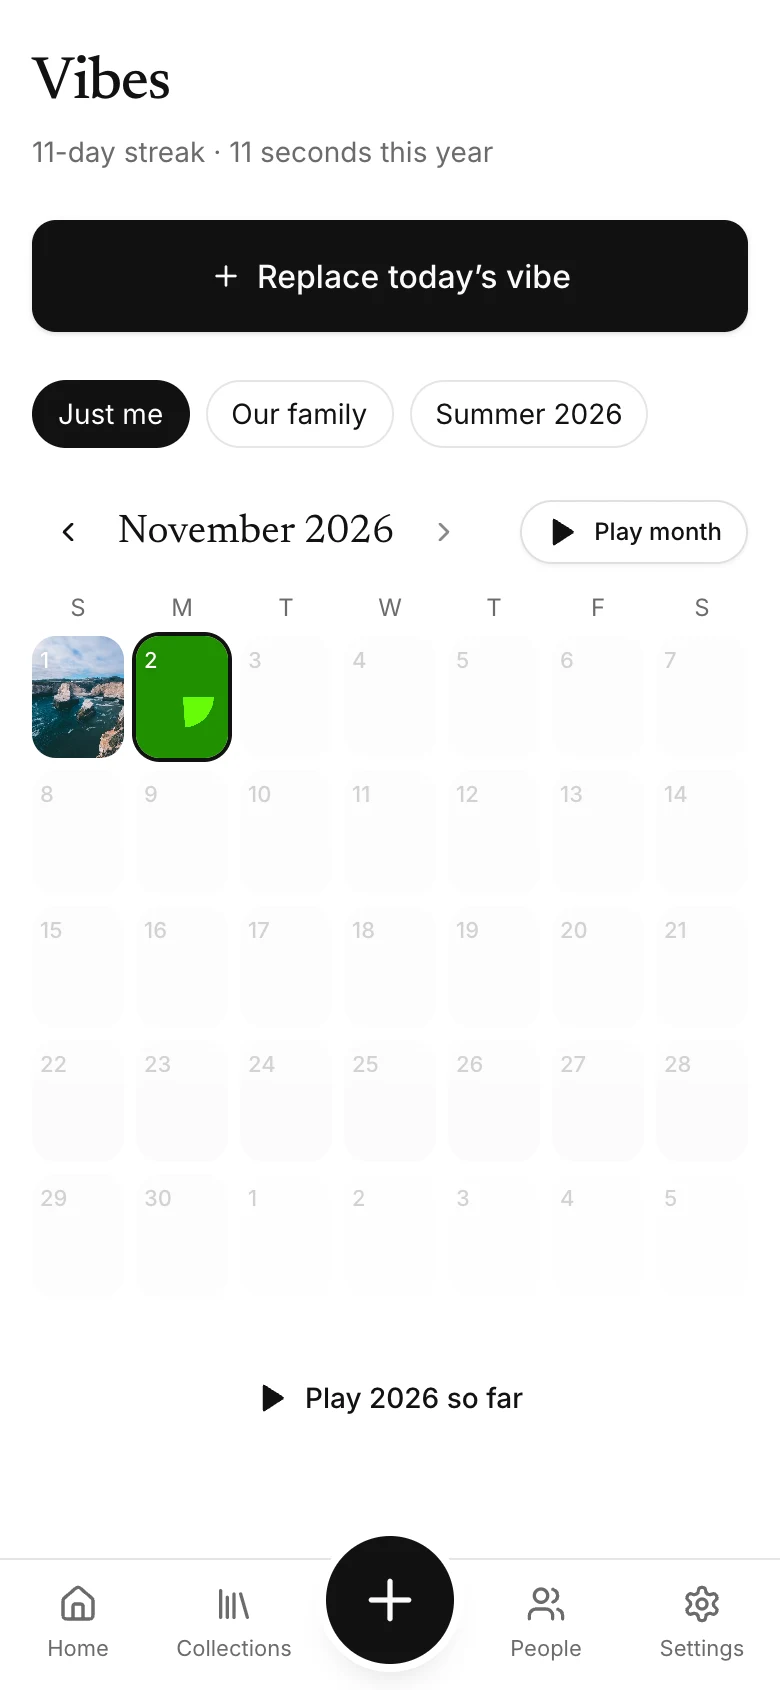 Vibes
11-day streak · 11 seconds this year
Replace today’s vibe
Just me Our family Summer 2026
November 2026 Play month
S M T W T F S
1 2 3 4 5 6 7
8 9 10 11 12 13 14
15 16 17 18 19 20 21
22 23 24 25 26 27 28
29 30 1 2 3 4 5
Play 2026 so far
Home Collections People Settings